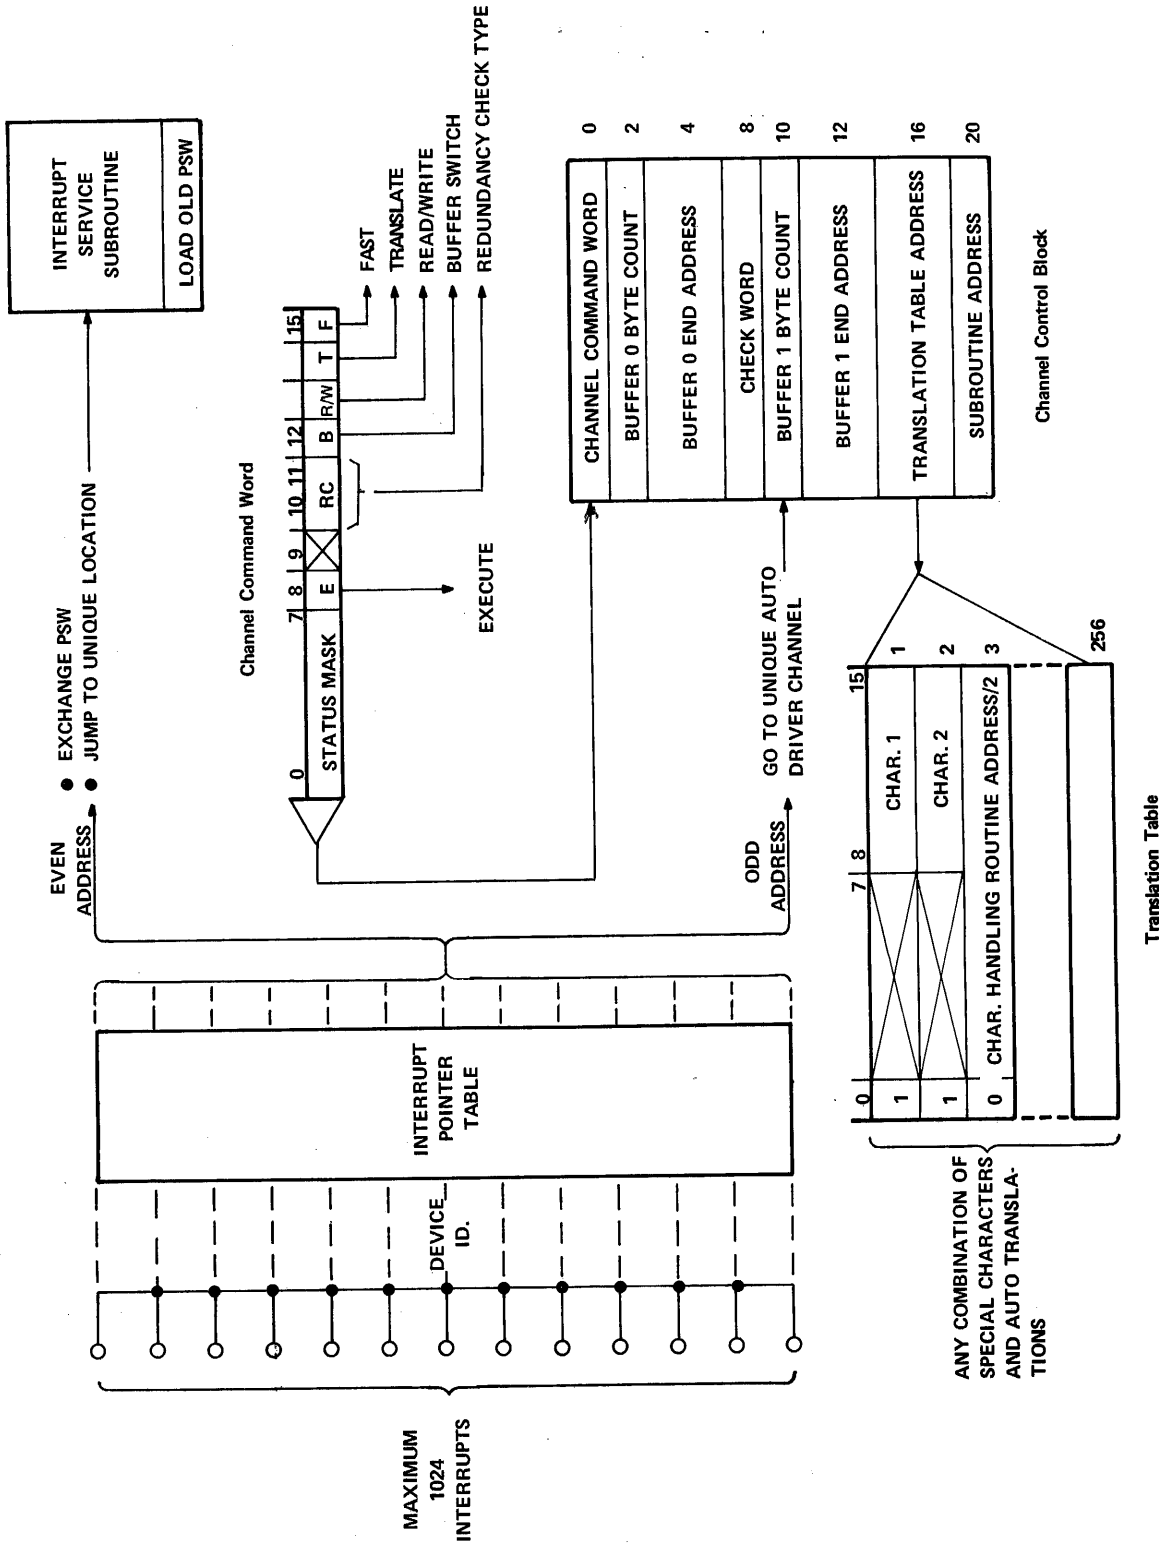 MAXIMUM
1024
INTERRUPTS
DEVICE
ID.
INTERRUPT
POINTER
TABLE
EVEN
ADDRESS
● EXCHANGE PSW
● JUMP TO UNIQUE LOCATION
INTERRUPT
SERVICE
SUBROUTINE
LOAD OLD PSW
Channel Command Word
0 7 8 9 10 11 12 15
STATUS MASK E RC B R/W T F
FAST
TRANSLATE
READ/WRITE
BUFFER SWITCH
REDUNDANCY CHECK TYPE
EXECUTE
ODD
ADDRESS
GO TO UNIQUE AUTO
DRIVER CHANNEL
CHANNEL COMMAND WORD 0
BUFFER 0 BYTE COUNT 2
BUFFER 0 END ADDRESS 4
CHECK WORD 8
BUFFER 1 BYTE COUNT 10
BUFFER 1 END ADDRESS 12
TRANSLATION TABLE ADDRESS 16
SUBROUTINE ADDRESS 20
Channel Control Block
0 7 8 15
1 CHAR. 1 1
1 CHAR. 2 2
0 CHAR. HANDLING ROUTINE ADDRESS/2 3
256
ANY COMBINATION OF
SPECIAL CHARACTERS
AND AUTO TRANSLA-
TIONS
Translation Table